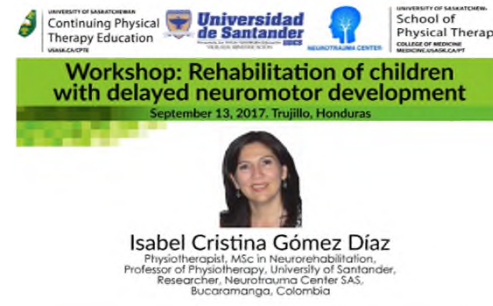 UNIVERSITY OF SASKATCHEWAN
Continuing Physical
Therapy Education
USASK.CA/CPTE
Universidad
de Santander
UDES
NEUROTRAUMA CENTER
UNIVERSITY OF SASKATCHEWAN
School of
Physical Therap
COLLEGE OF MEDICINE
MEDICINE.USASK.CA/PT
Workshop: Rehabilitation of children
with delayed neuromotor development
September 13, 2017. Trujillo, Honduras
Isabel Cristina Gómez Díaz
Physiotherapist, MSc in Neurorehabilitation,
Professor of Physiotherapy, University of Santander,
Researcher, Neurotrauma Center SAS,
Bucaramanga, Colombia